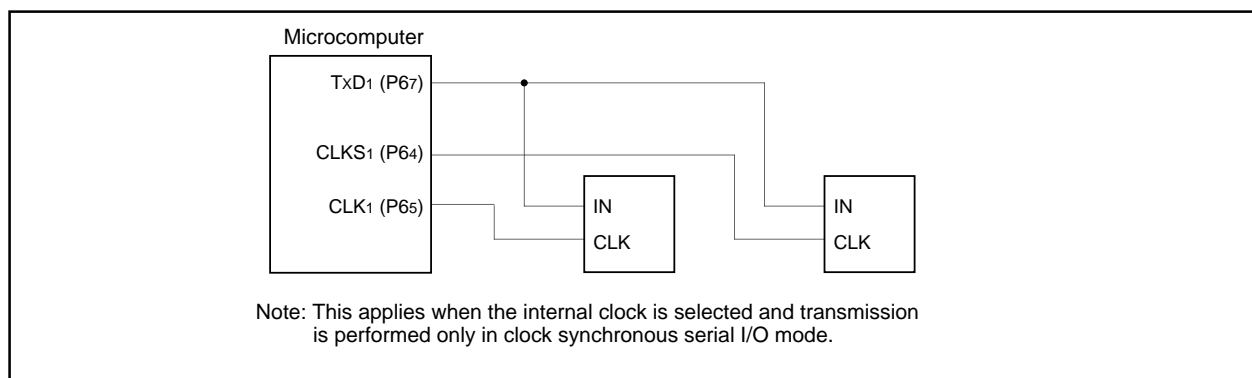 Microcomputer
TXD1 (P67)
CLKS1 (P64)
CLK1 (P65)
IN
CLK
IN
CLK
Note: This applies when the internal clock is selected and transmission
is performed only in clock synchronous serial I/O mode.